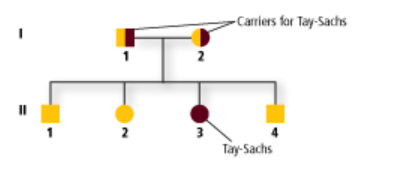 Carriers for Tay-Sachs
I
1 2
II
1 2 3 4
Tay-Sachs